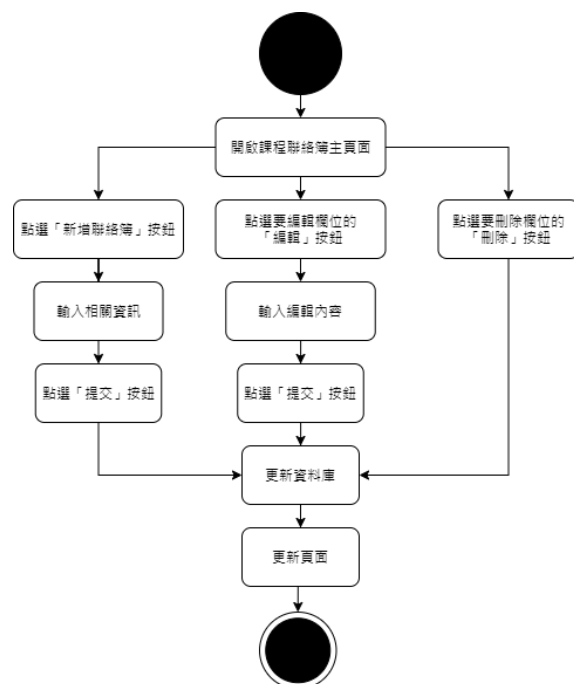 開啟課程聯絡簿主頁面
點選「新增聯絡簿」按鈕
點選要編輯欄位的
「編輯」按鈕
點選要刪除欄位的
「刪除」按鈕
輸入相關資訊
輸入編輯內容
點選「提交」按鈕
點選「提交」按鈕
更新資料庫
更新頁面